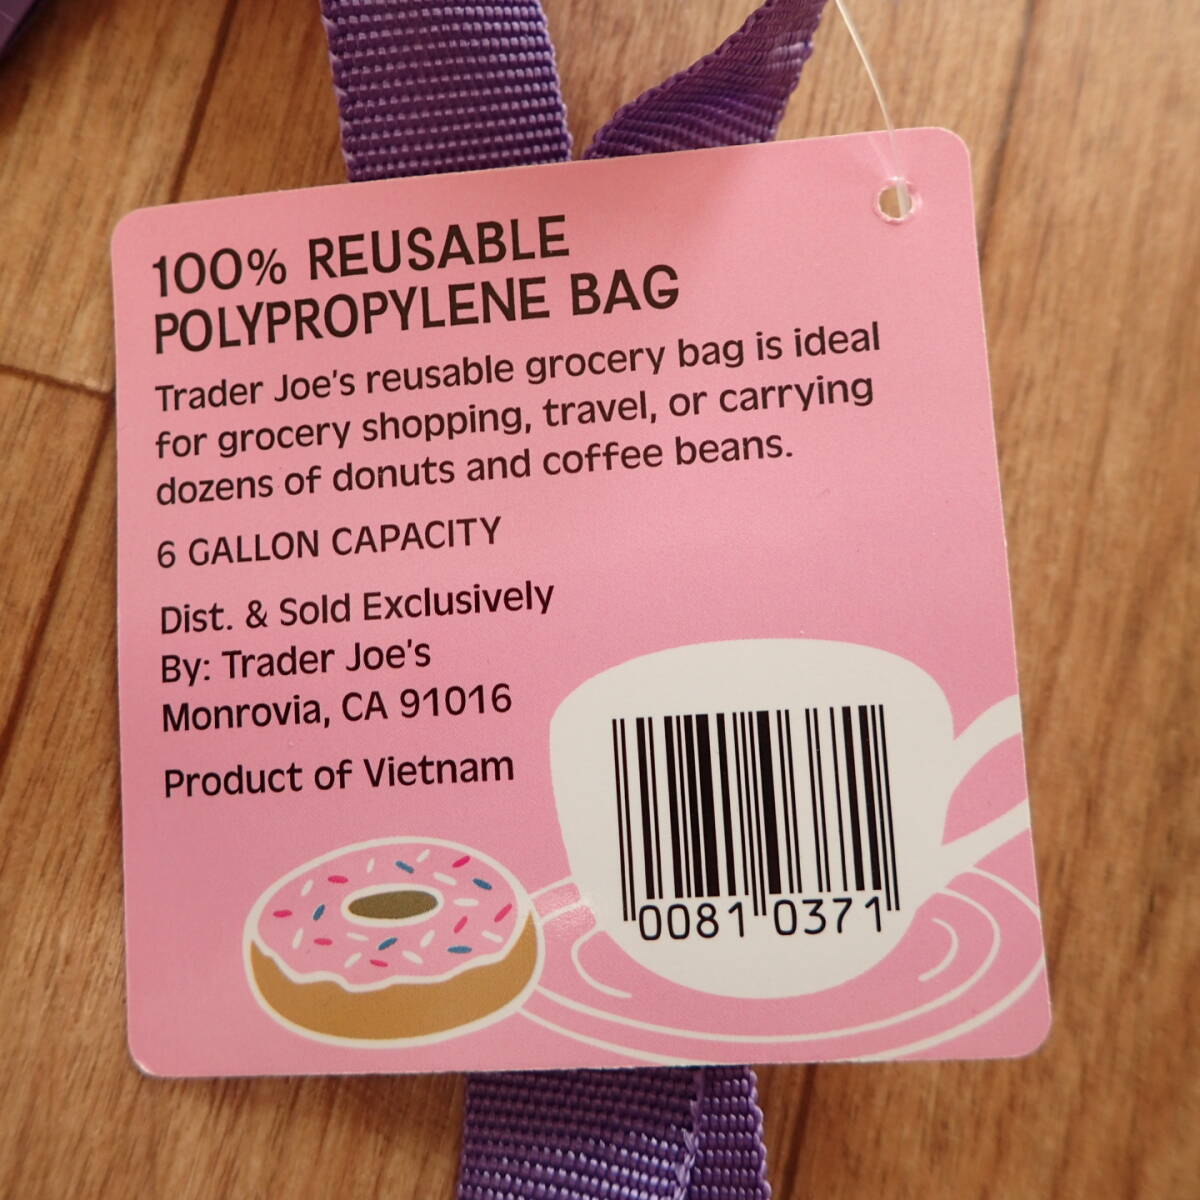 100% REUSABLE
POLYPROPYLENE BAG
Trader Joe's reusable grocery bag is ideal
for grocery shopping, travel, or carrying
dozens of donuts and coffee beans.
6 GALLON CAPACITY
Dist. & Sold Exclusively
By: Trader Joe's
Monrovia, CA 91016
Product of Vietnam
0081 0371